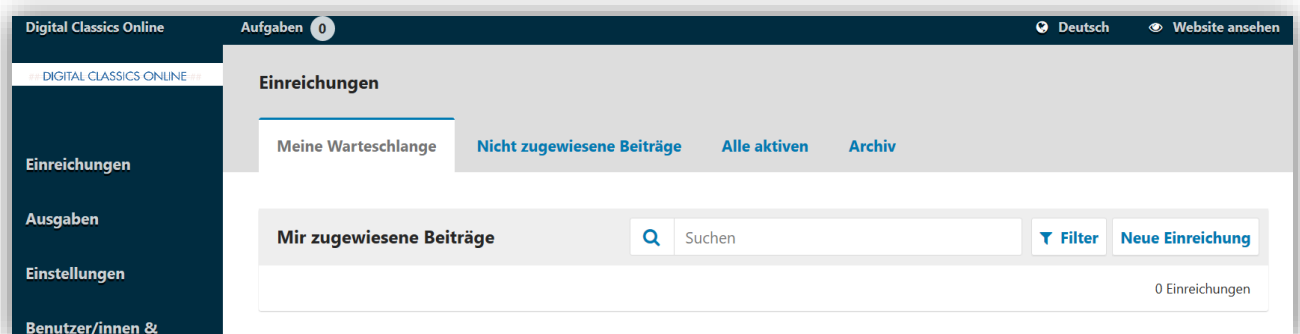 Digital Classics Online
Aufgaben 0
Deutsch
Website ansehen
DIGITAL CLASSICS ONLINE
Einreichungen
Meine Warteschlange
Nicht zugewiesene Beiträge
Alle aktiven
Archiv
Einreichungen
Ausgaben
Einstellungen
Benutzer/innen &
Mir zugewiesene Beiträge
Suchen
Filter
Neue Einreichung
0 Einreichungen